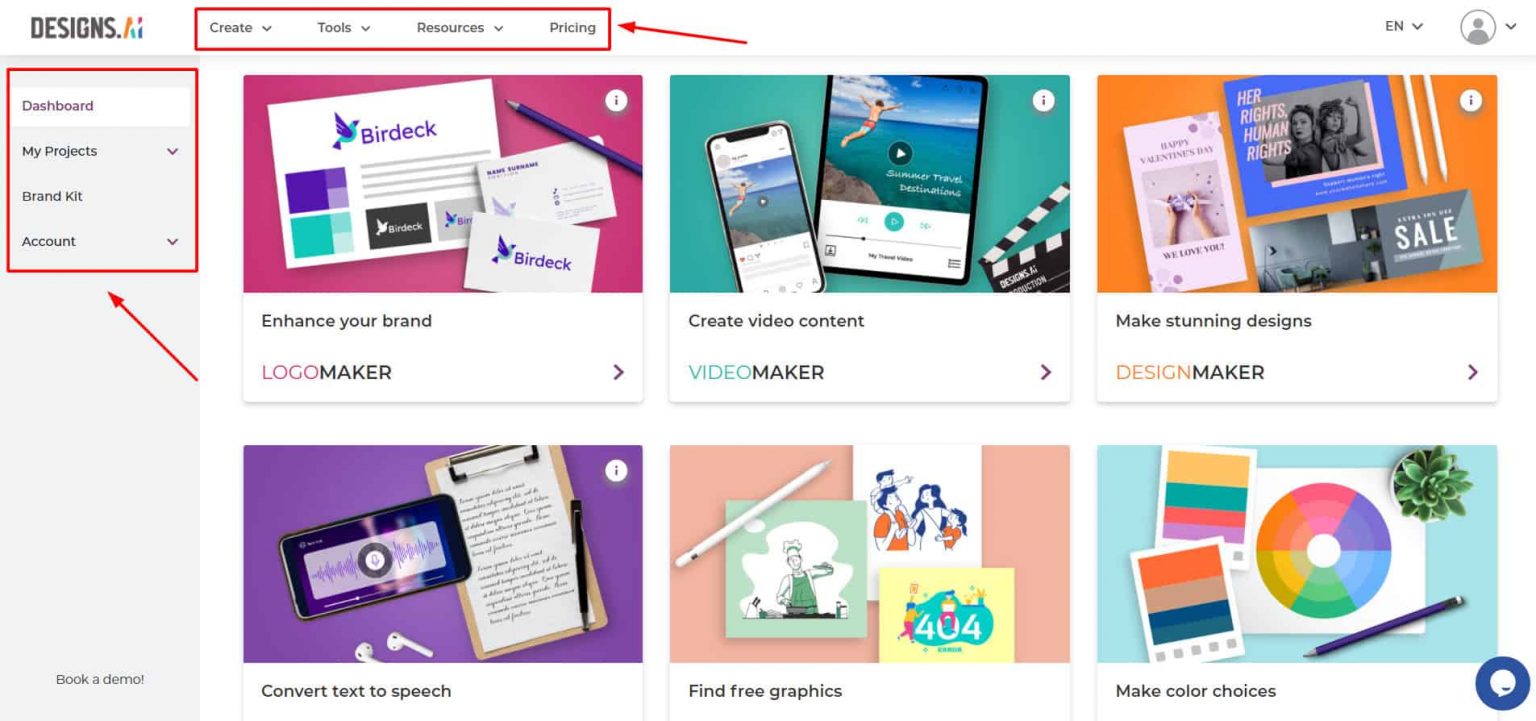 DESIGNS.AI
Create
Tools
Resources
Pricing
EN
Dashboard
My Projects
Brand Kit
Account
Book a demo!
Birdeck
NAME SURNAME
Birdeck
Birdeck
i
Enhance your brand
LOGOMAKER
Summer Travel
Destinations
My Travel Video
DESIGNS.AI
PRODUCTION
i
Create video content
VIDEOMAKER
HAPPY
VALENTINE'S DAY
WE LOVE YOU!
HER
RIGHTS,
HUMAN
RIGHTS
SALE
i
Make stunning designs
DESIGNMAKER
i
Convert text to speech
404
ERROR
Find free graphics
Make color choices